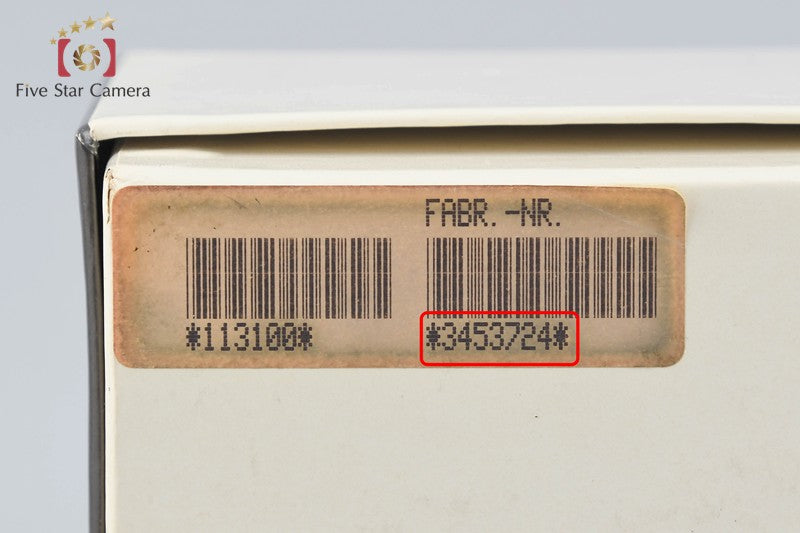 Five Star Camera
FABR.-NR.
*113100* *3453724*